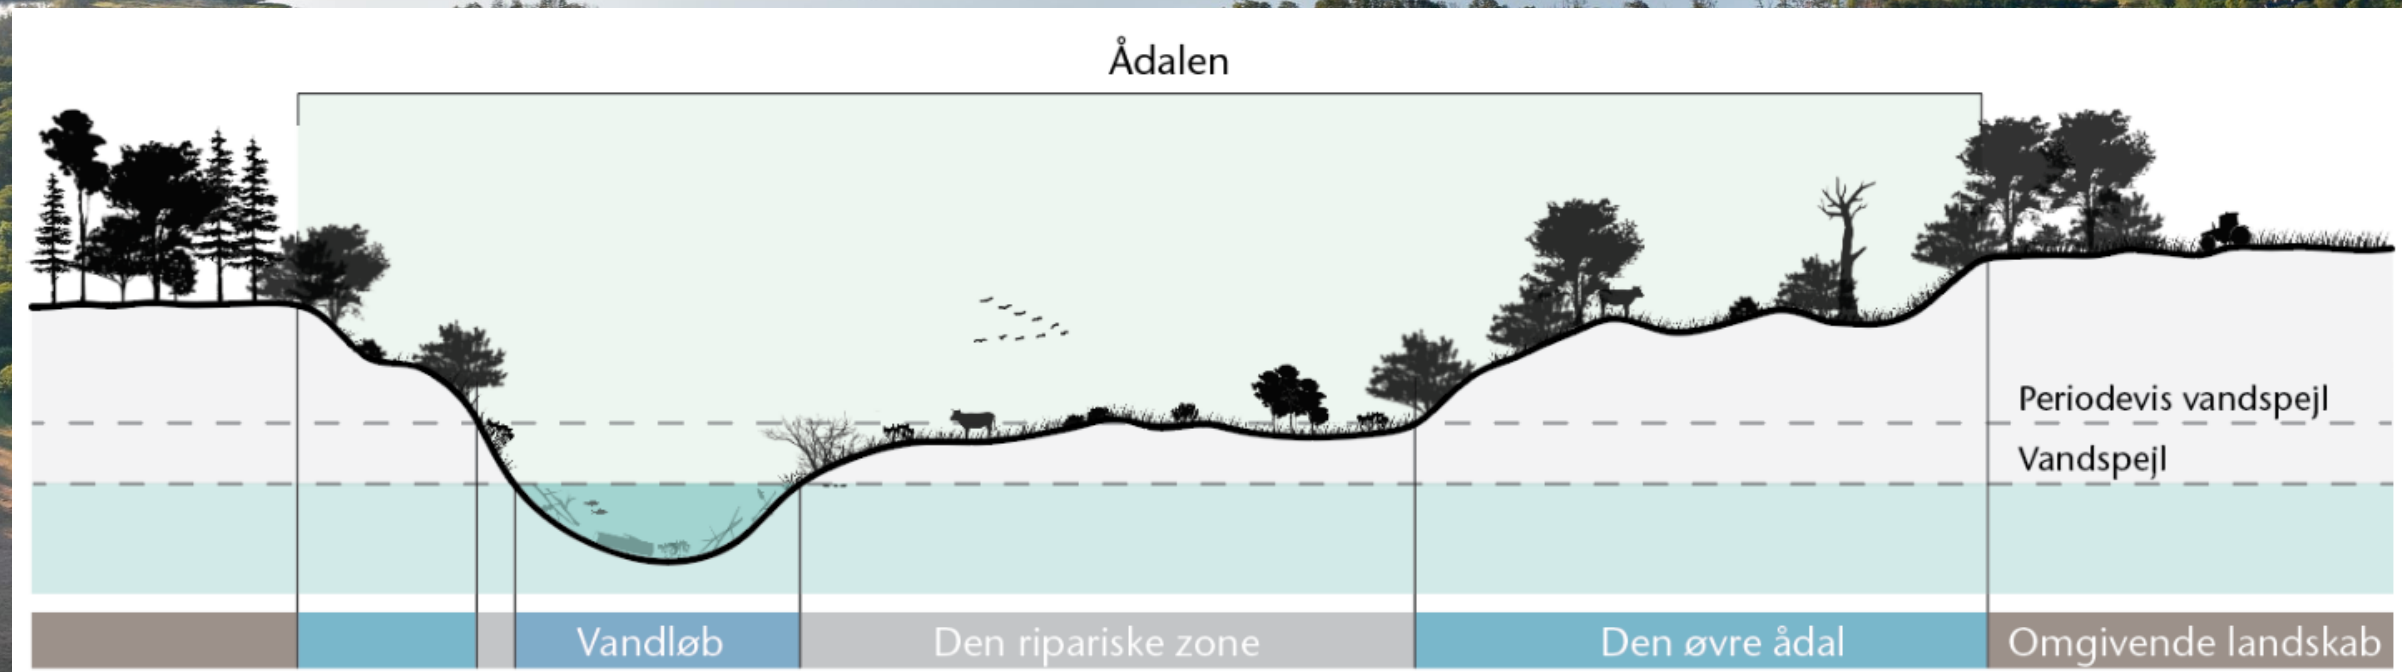 Ådalen
Periodevis vandspejl
Vandspejl
Vandløb
Den ripariske zone
Den øvre ådal
Omgivende landskab